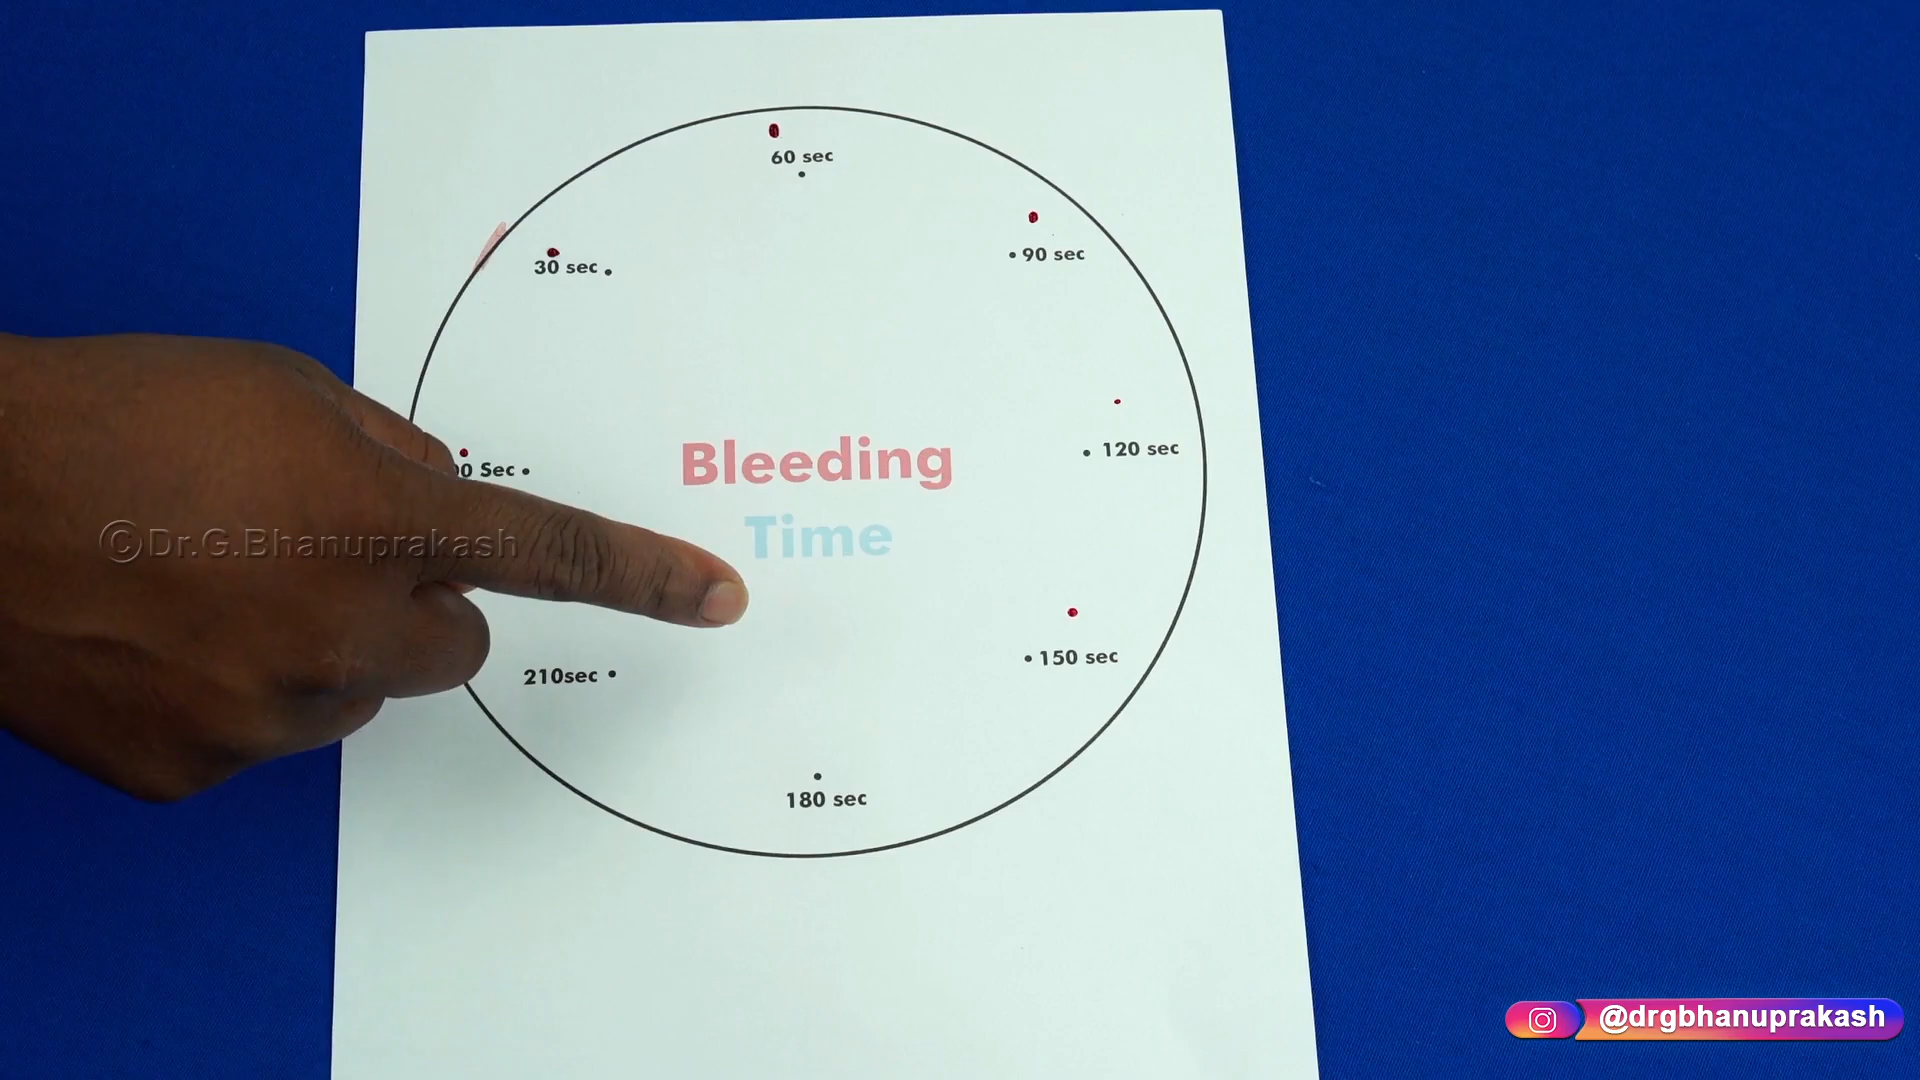 60 sec
90 sec
30 sec
120 sec
00 Sec
Bleeding
Time
©Dr.G.Bhanuprakash
150 sec
210sec
180 sec
@drgbhanuprakash